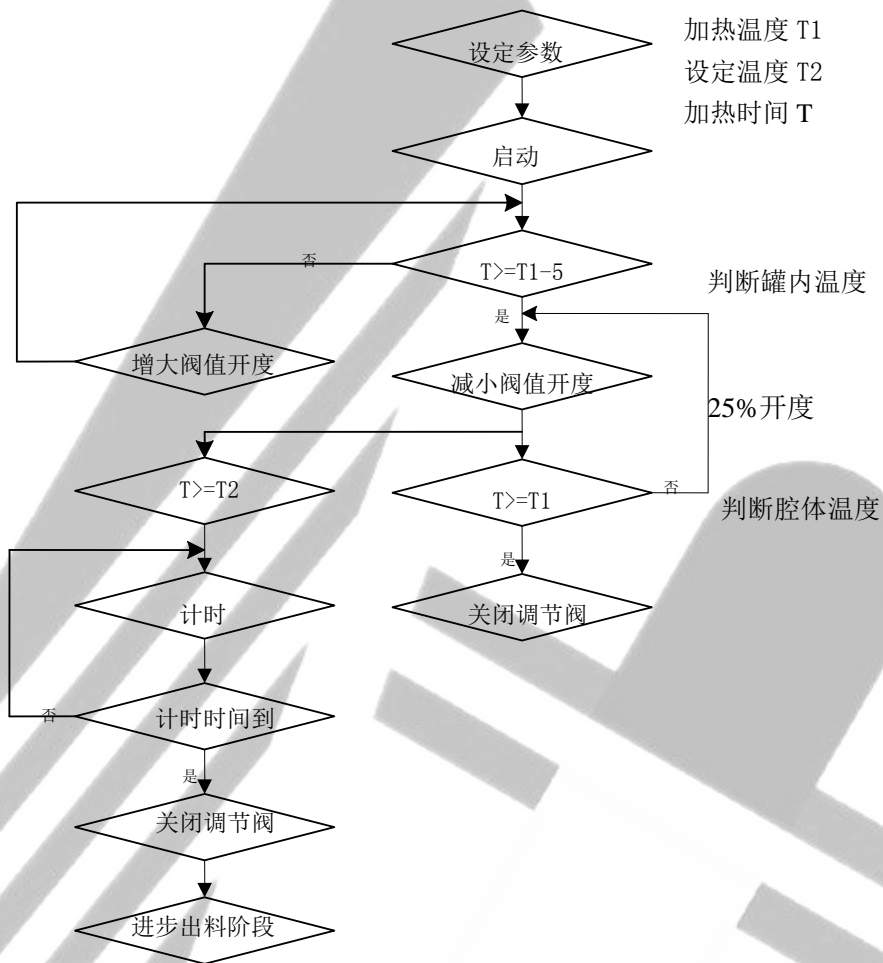 设定参数
加热温度 T1
设定温度 T2
加热时间 T
启动
否
T>=T1-5
判断罐内温度
是
增大阀值开度
减小阀值开度
25%开度
T>=T2
T>=T1
否
判断腔体温度
是
计时
关闭调节阀
否
计时时间到
是
关闭调节阀
进步出料阶段